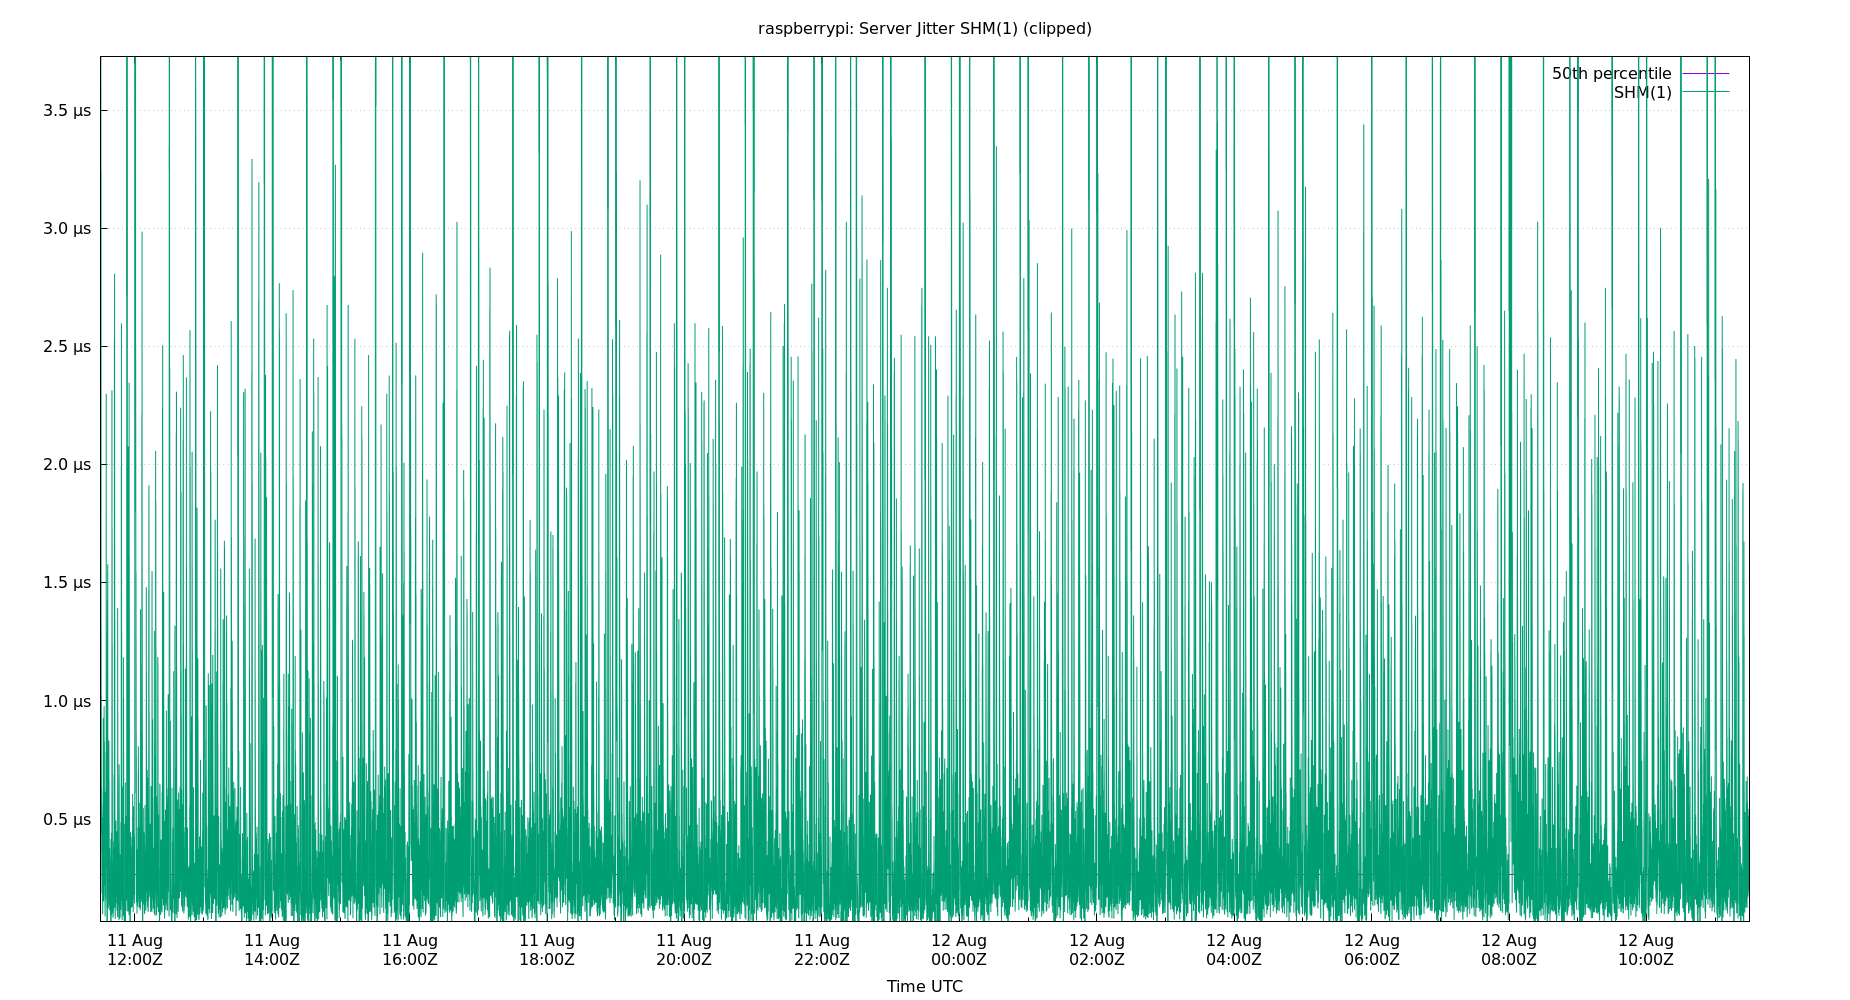 raspberrypi: Server Jitter SHM(1) (clipped)
50th percentile
SHM(1)
3.5 µs
3.0 µs
2.5 µs
2.0 µs
1.5 µs
1.0 µs
0.5 µs
11 Aug 11 Aug 11 Aug 11 Aug 11 Aug 11 Aug 12 Aug 12 Aug 12 Aug 12 Aug 12 Aug 12 Aug
12:00Z 14:00Z 16:00Z 18:00Z 20:00Z 22:00Z 00:00Z 02:00Z 04:00Z 06:00Z 08:00Z 10:00Z
Time UTC